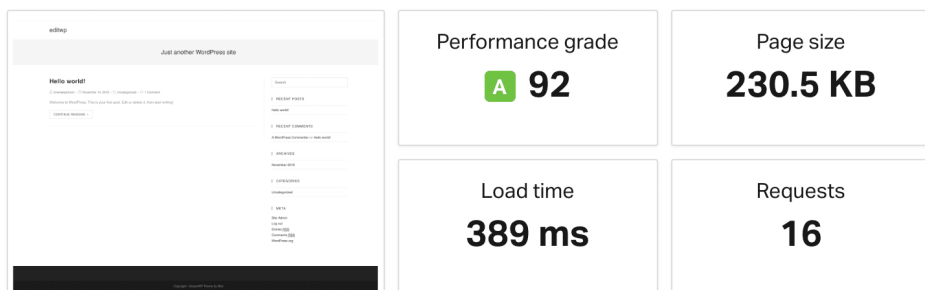 editwp
Just another WordPress site
Hello world!
Welcome to WordPress. This is your first post. Edit or delete it, then start writing!
CONTINUE READING
Search
RECENT POSTS
Hello world!
RECENT COMMENTS
A WordPress Commenter on Hello world!
ARCHIVES
November 2018
CATEGORIES
Uncategorized
META
Site Admin
Log out
Entries RSS
Comments RSS
WordPress.org
Performance grade
A 92
Page size
230.5 KB
Load time
389 ms
Requests
16